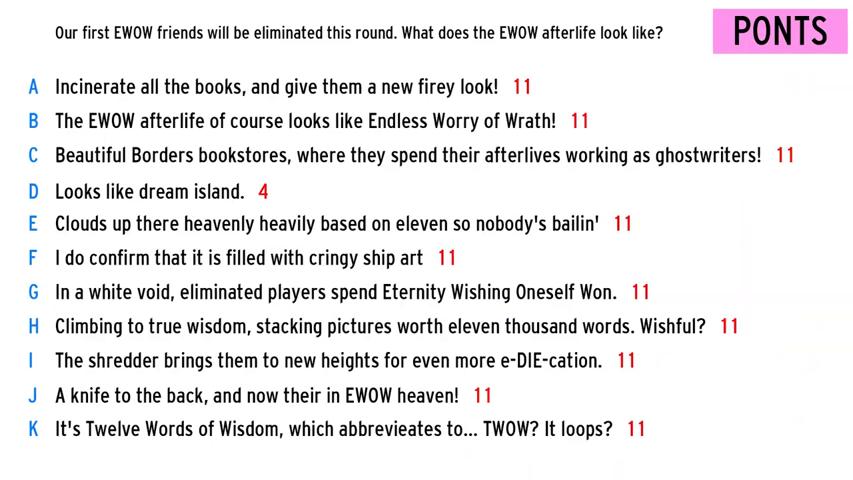 Our first EWOW friends will be eliminated this round. What does the EWOW afterlife look like?
PONTS
A Incinerate all the books, and give them a new firey look! 11
B The EWOW afterlife of course looks like Endless Worry of Wrath! 11
C Beautiful Borders bookstores, where they spend their afterlives working as ghostwriters! 11
D Looks like dream island. 4
E Clouds up there heavenly heavily based on eleven so nobody's bailin' 11
F I do confirm that it is filled with cringy ship art 11
G In a white void, eliminated players spend Eternity Wishing Oneself Won. 11
H Climbing to true wisdom, stacking pictures worth eleven thousand words. Wishful? 11
I The shredder brings them to new heights for even more e-DIE-cation. 11
J A knife to the back, and now their in EWOW heaven! 11
K It's Twelve Words of Wisdom, which abbrevieates to... TWOW? It loops? 11